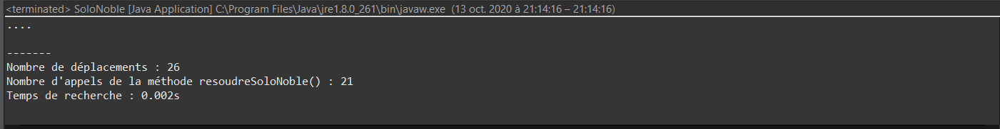 <terminated> SoloNoble [Java Application] C:\Program Files\Java\jre1.8.0_261\bin\javaw.exe (13 oct. 2020 à 21:14:16 – 21:14:16)
....
-------
Nombre de déplacements : 26
Nombre d'appels de la méthode resoudreSoloNoble() : 21
Temps de recherche : 0.002s